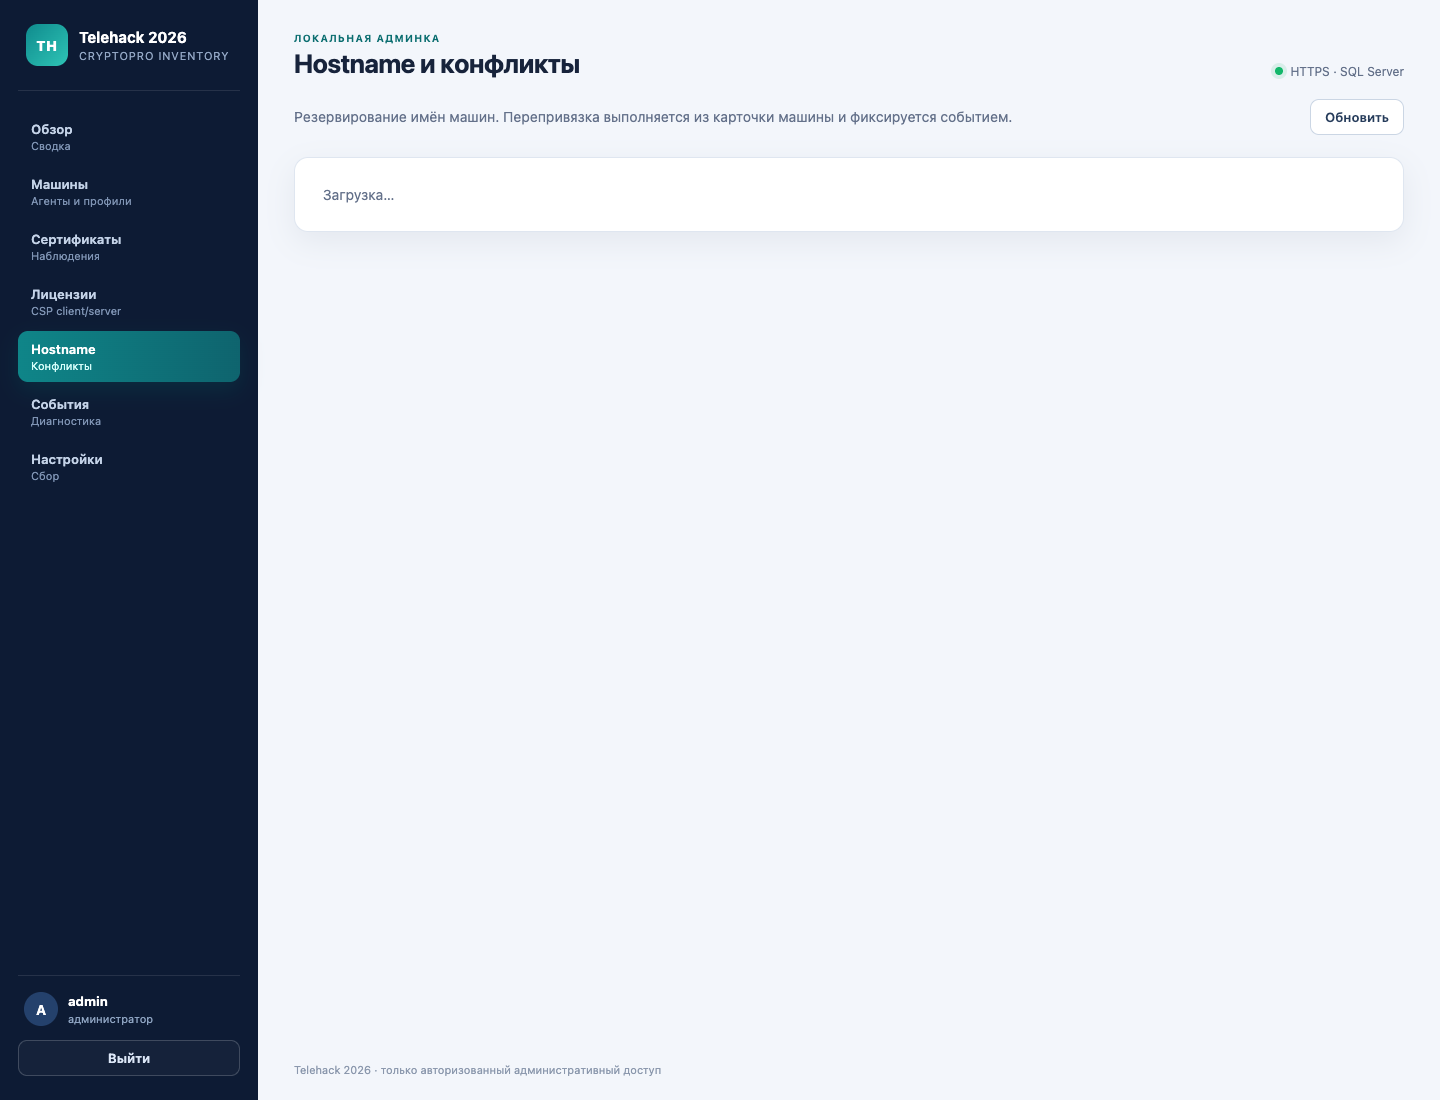 TH
Telehack 2026
CRYPTOPRO INVENTORY
Обзор
Сводка
Машины
Агенты и профили
Сертификаты
Наблюдения
Лицензии
CSP client/server
Hostname
Конфликты
События
Диагностика
Настройки
Сбор
A
admin
администратор
Выйти
ЛОКАЛЬНАЯ АДМИНКА
Hostname и конфликты
HTTPS · SQL Server
Резервирование имён машин. Перепривязка выполняется из карточки машины и фиксируется событием.
Обновить
Загрузка...
Telehack 2026 · только авторизованный административный доступ